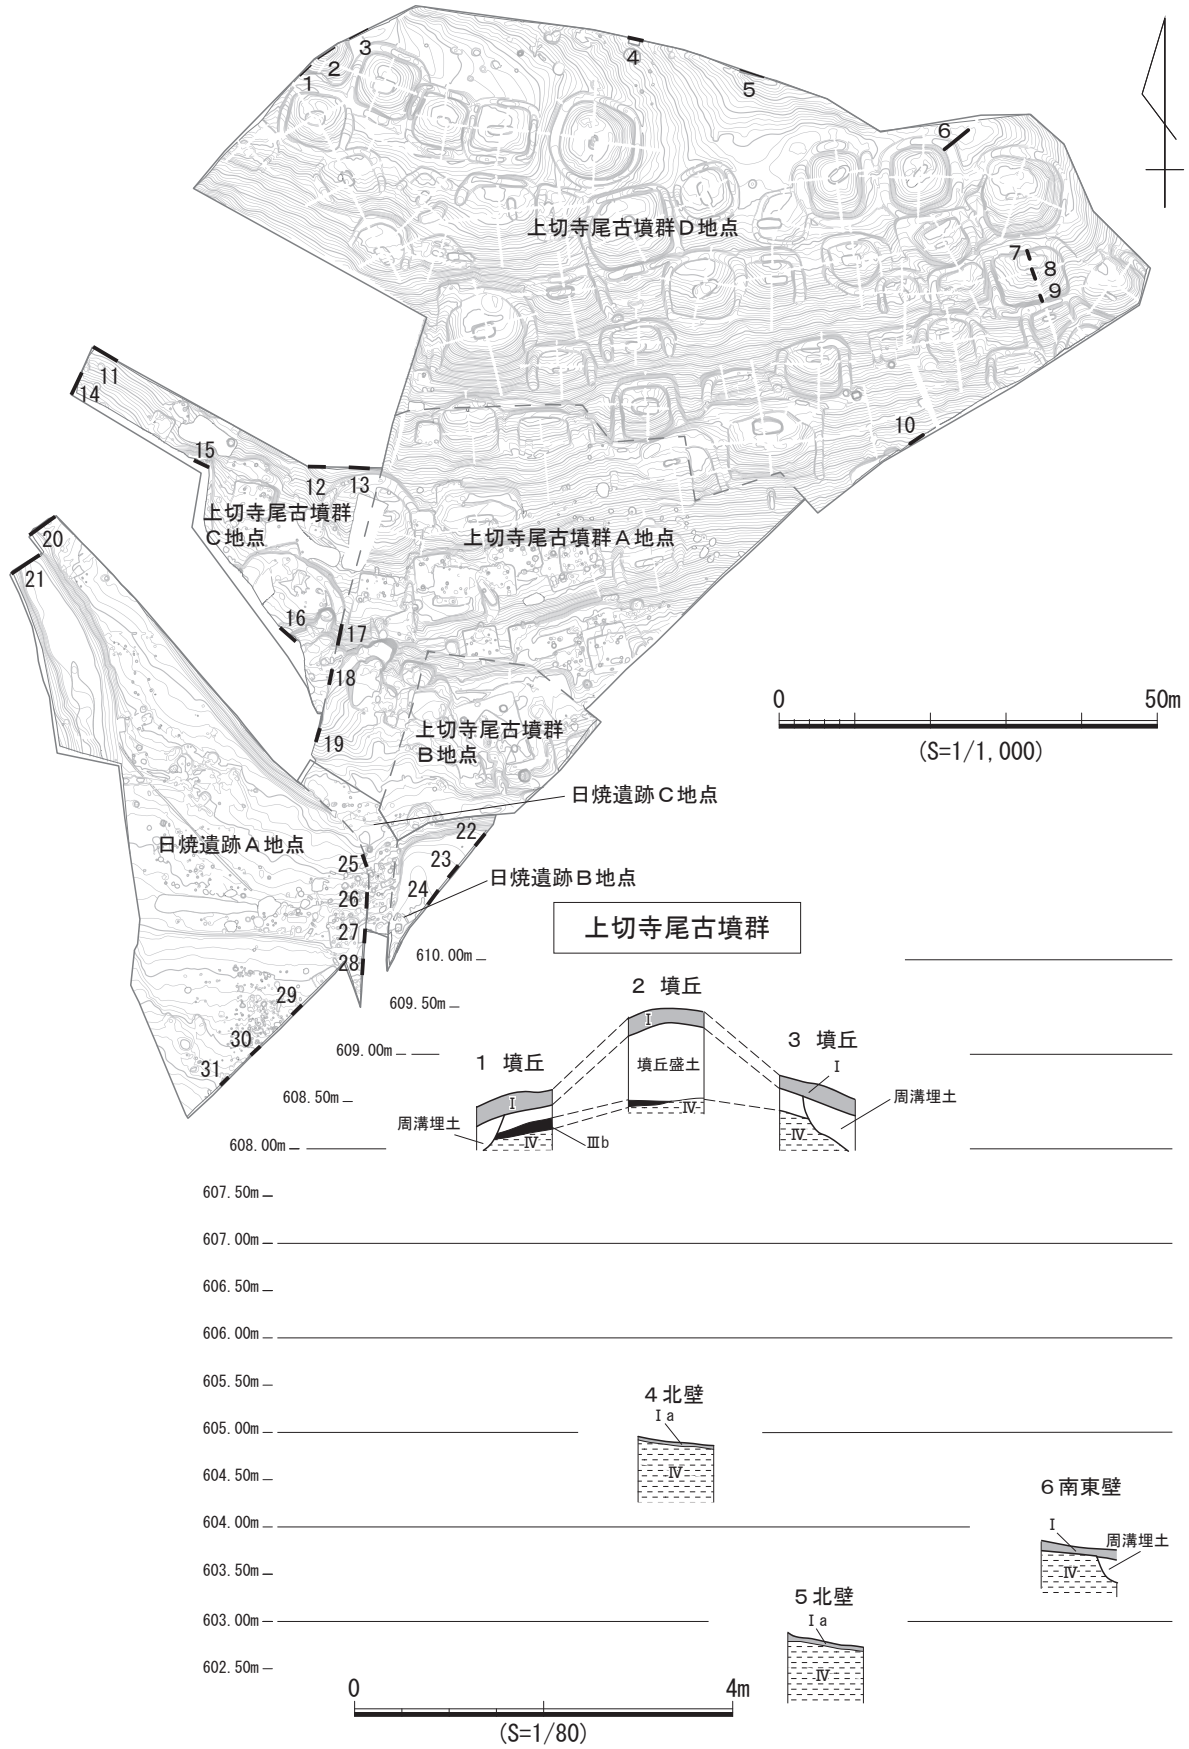 1
2
3
4
5
6
7
8
9
上切寺尾古墳群D地点
10
11
14
15
12
13
上切寺尾古墳群
C地点
上切寺尾古墳群A地点
20
21
16
17
18
19
上切寺尾古墳群
B地点
0
50m
(S=1/1,000)
日焼遺跡C地点
日焼遺跡A地点
22
23
24
25
26
27
28
日焼遺跡B地点
29
30
31
上切寺尾古墳群
610.00m
609.50m
609.00m
608.50m
608.00m
607.50m
607.00m
606.50m
606.00m
605.50m
605.00m
604.50m
604.00m
603.50m
603.00m
602.50m
1 墳丘
I
周溝埋土
Ⅳ
Ⅲb
2 墳丘
I
墳丘盛土
Ⅳ
3 墳丘
I
周溝埋土
Ⅳ
4北壁
I a
Ⅳ
6南東壁
I
周溝埋土
Ⅳ
5北壁
I a
Ⅳ
0
4m
(S=1/80)